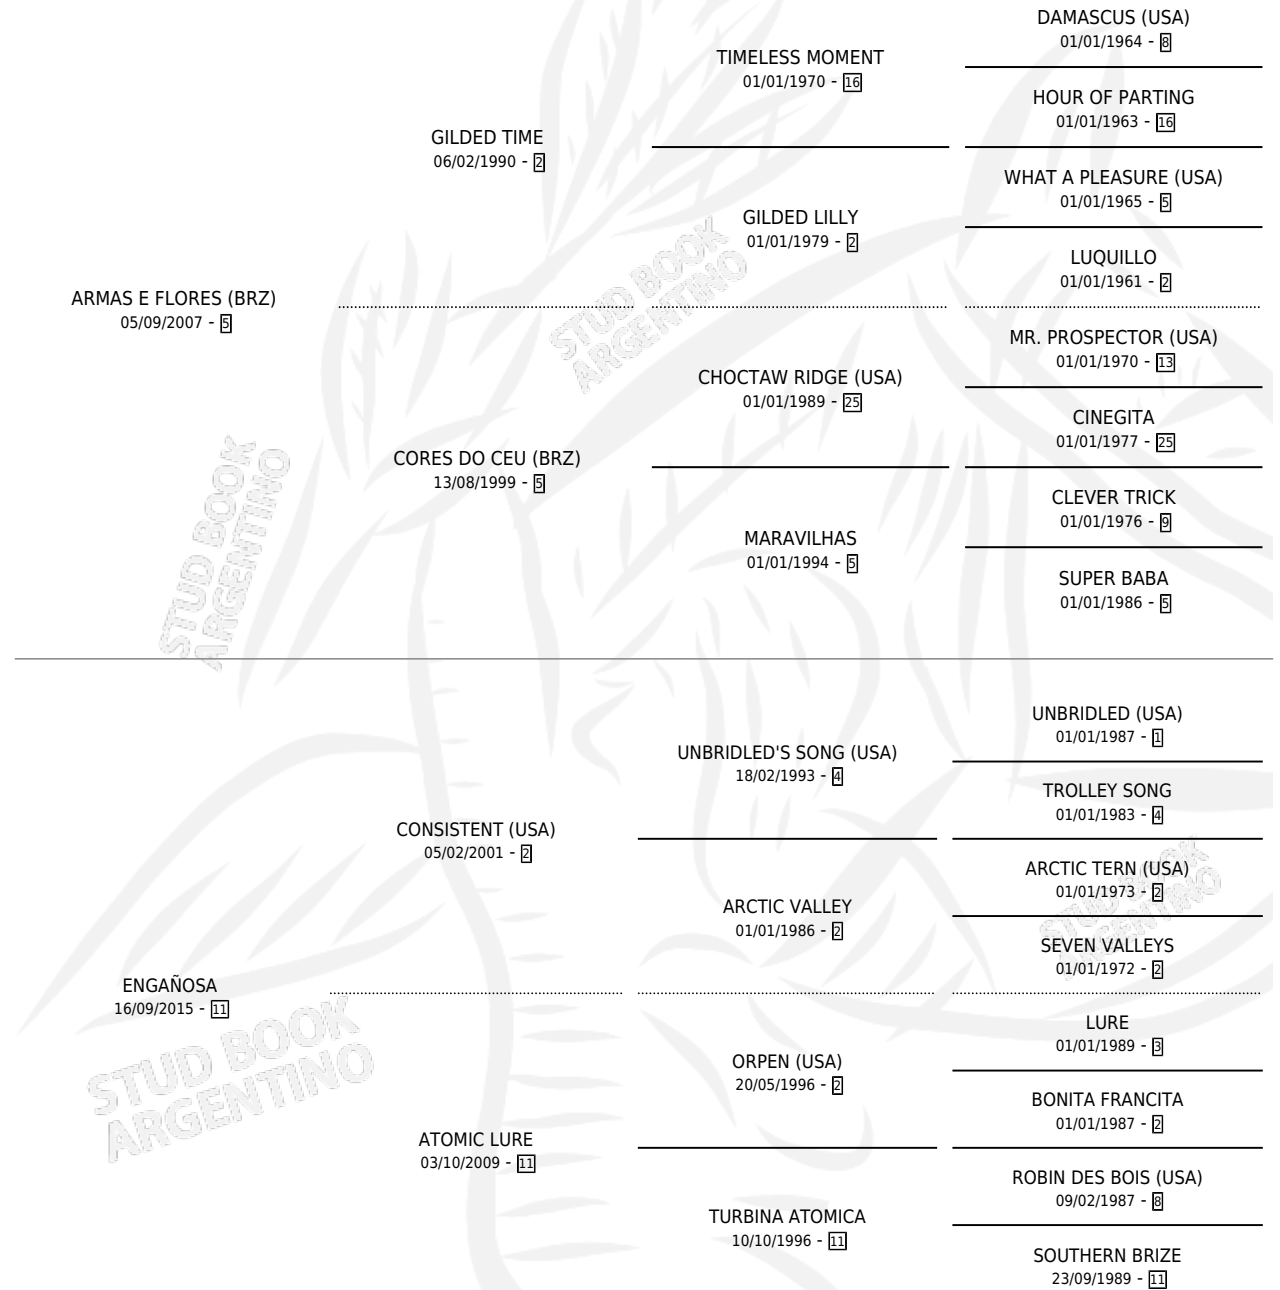 DAMASCUS (USA)
01/01/1964 - 8
TIMELESS MOMENT
01/01/1970 - 16
HOUR OF PARTING
01/01/1963 - 16
GILDED TIME
06/02/1990 - 2
WHAT A PLEASURE (USA)
01/01/1965 - 5
GILDED LILLY
01/01/1979 - 2
LUQUILLO
01/01/1961 - 2
ARMAS E FLORES (BRZ)
05/09/2007 - 5
MR. PROSPECTOR (USA)
01/01/1970 - 13
CHOCTAW RIDGE (USA)
01/01/1989 - 25
CINEGITA
01/01/1977 - 25
CORES DO CEU (BRZ)
13/08/1999 - 5
CLEVER TRICK
01/01/1976 - 9
MARAVILHAS
01/01/1994 - 5
SUPER BABA
01/01/1986 - 5
UNBRIDLED (USA)
01/01/1987 - 1
UNBRIDLED'S SONG (USA)
18/02/1993 - 4
TROLLEY SONG
01/01/1983 - 4
CONSISTENT (USA)
05/02/2001 - 2
ARCTIC TERN (USA)
01/01/1973 - 2
ARCTIC VALLEY
01/01/1986 - 2
SEVEN VALLEYS
01/01/1972 - 2
ENGAÑOSA
16/09/2015 - 11
LURE
01/01/1989 - 3
ORPEN (USA)
20/05/1996 - 2
BONITA FRANCITA
01/01/1987 - 2
ATOMIC LURE
03/10/2009 - 11
ROBIN DES BOIS (USA)
09/02/1987 - 8
TURBINA ATOMICA
10/10/1996 - 11
SOUTHERN BRIZE
23/09/1989 - 11
STUD BOOK
ARGENTINO
STUD BOOK
ARGENTINO
STUD BOOK
ARGENTINO
STUD BOOK
ARGENTINO